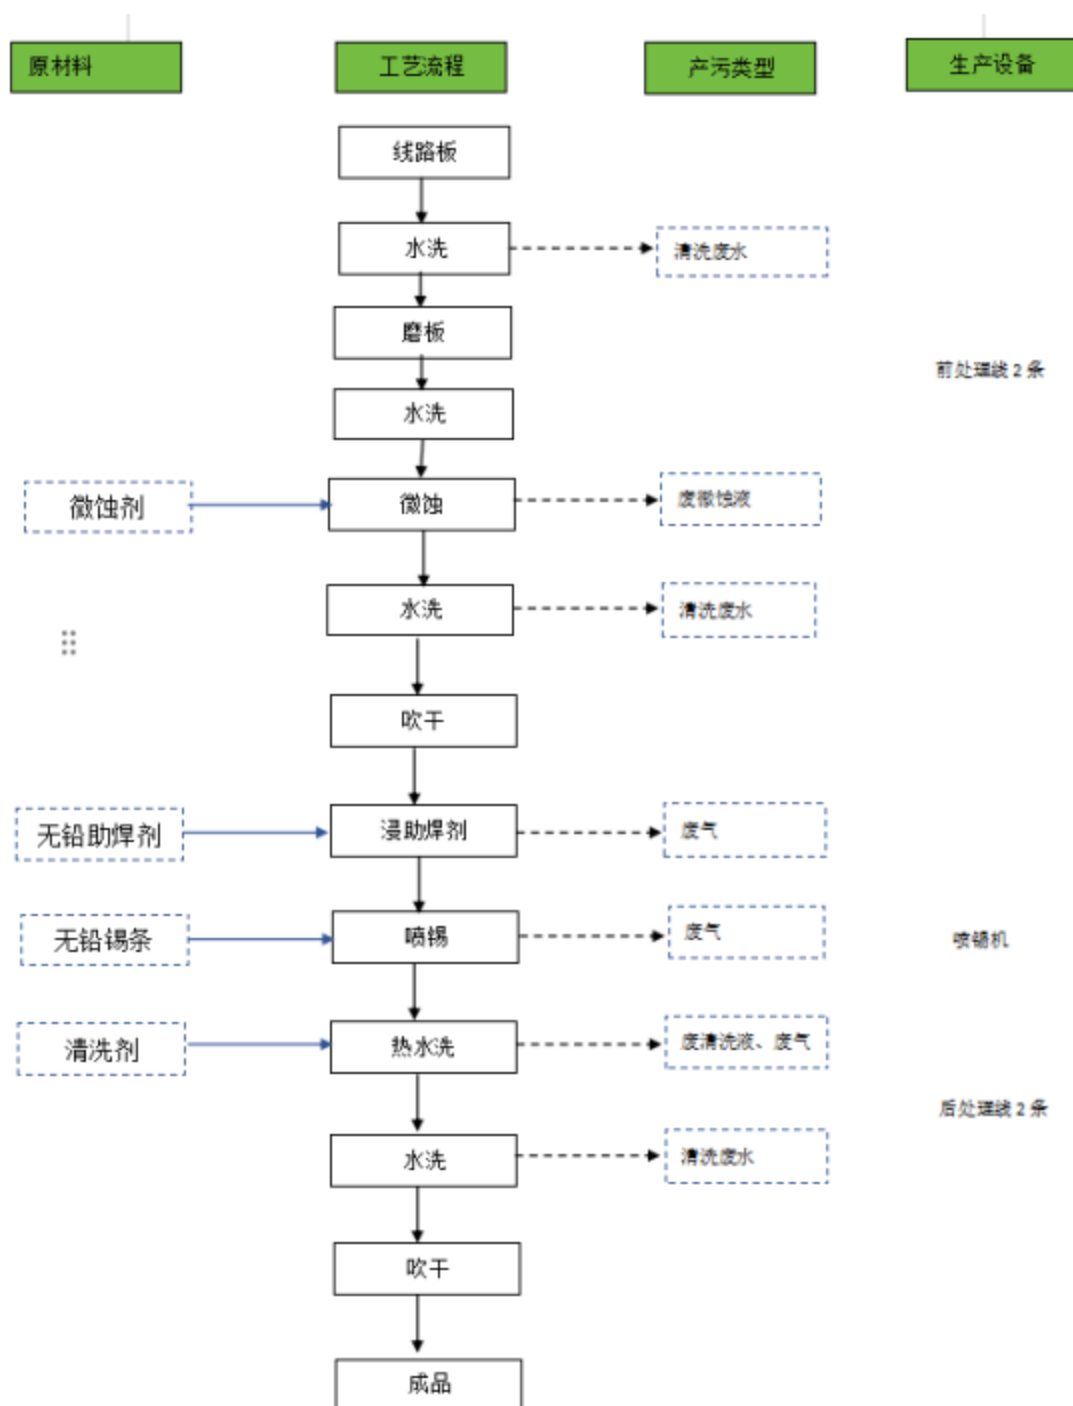 原材料 工艺流程 产污类型 生产设备
线路板
水洗 清洗废水
磨板
前处理线 2 条
水洗
微蚀剂 微蚀 废微蚀液
水洗 清洗废水
吹干
无铅助焊剂 浸助焊剂 废气
无铅锡条 喷锡 废气 喷锡机
清洗剂 热水洗 废清洗液、废气
后处理线 2 条
水洗 清洗废水
吹干
成品